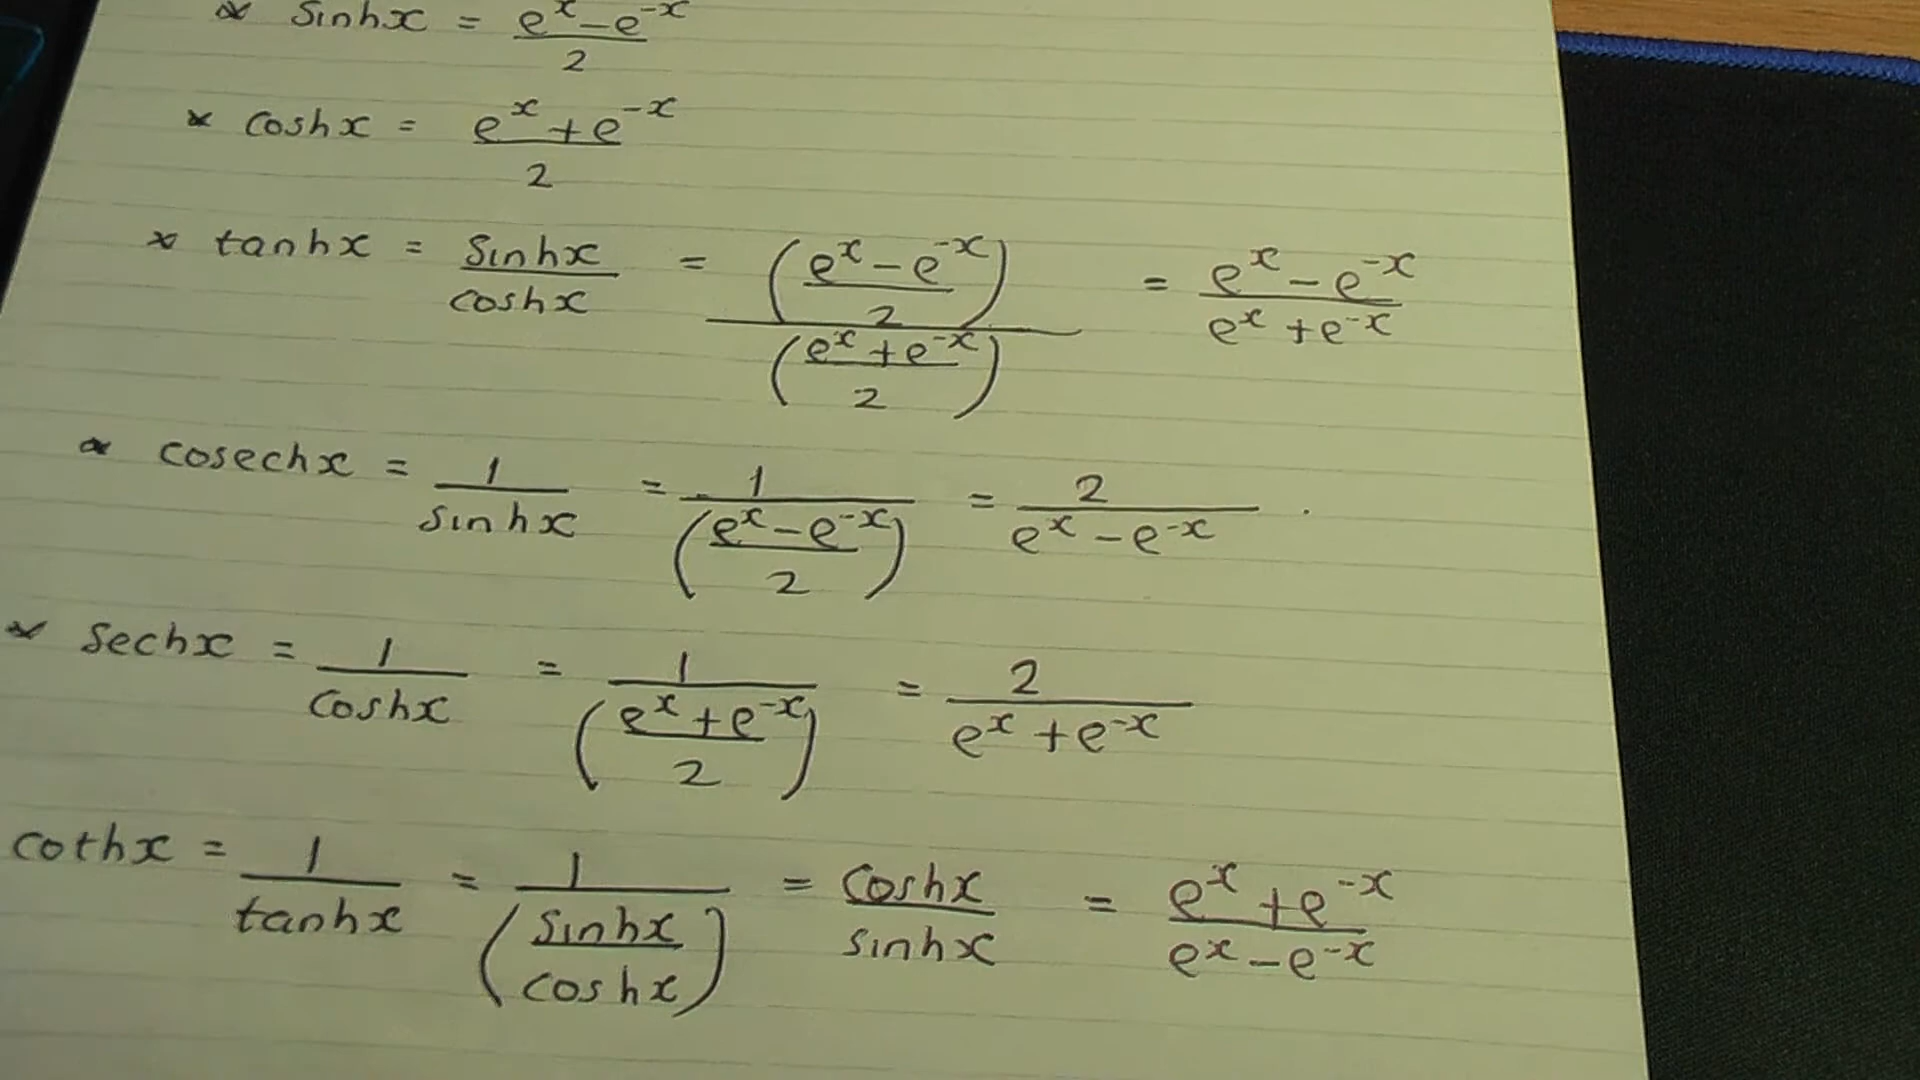 * sinhx = (e^x - e^-x)/2
* coshx = (e^x + e^-x)/2
* tanhx = sinhx/coshx = ((e^x - e^-x)/2)/((e^x + e^-x)/2) = (e^x - e^-x)/(e^x + e^-x)
* cosechx = 1/sinhx = 1/((e^x - e^-x)/2) = 2/(e^x - e^-x) .
* sechx = 1/coshx = 1/((e^x + e^-x)/2) = 2/(e^x + e^-x)
cothx = 1/tanhx = 1/(sinhx/coshx) = coshx/sinhx = (e^x + e^-x)/(e^x - e^-x)